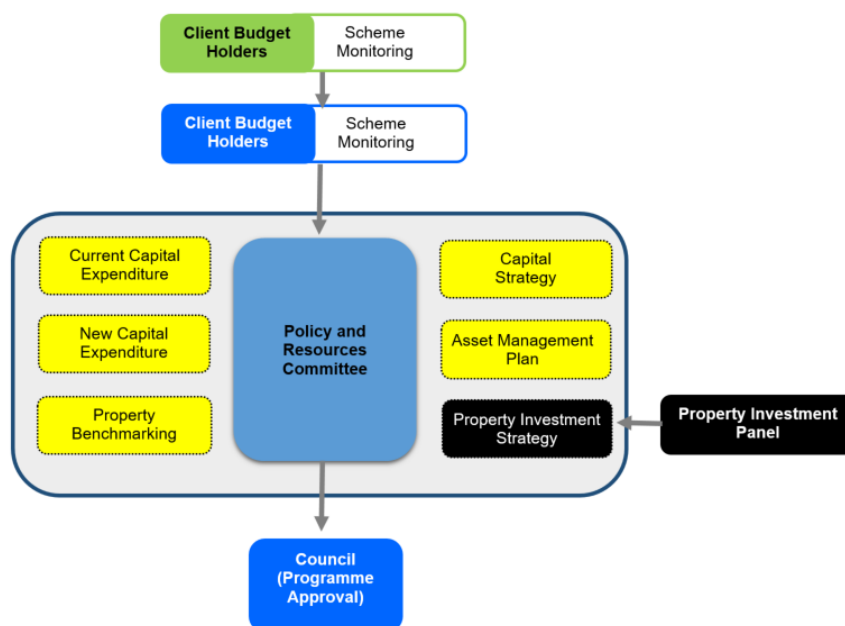 Client Budget
Holders
Scheme
Monitoring
Client Budget
Holders
Scheme
Monitoring
Current Capital
Expenditure
New Capital
Expenditure
Property
Benchmarking
Policy and
Resources
Committee
Capital
Strategy
Asset Management
Plan
Property Investment
Strategy
Property Investment
Panel
Council
(Programme
Approval)